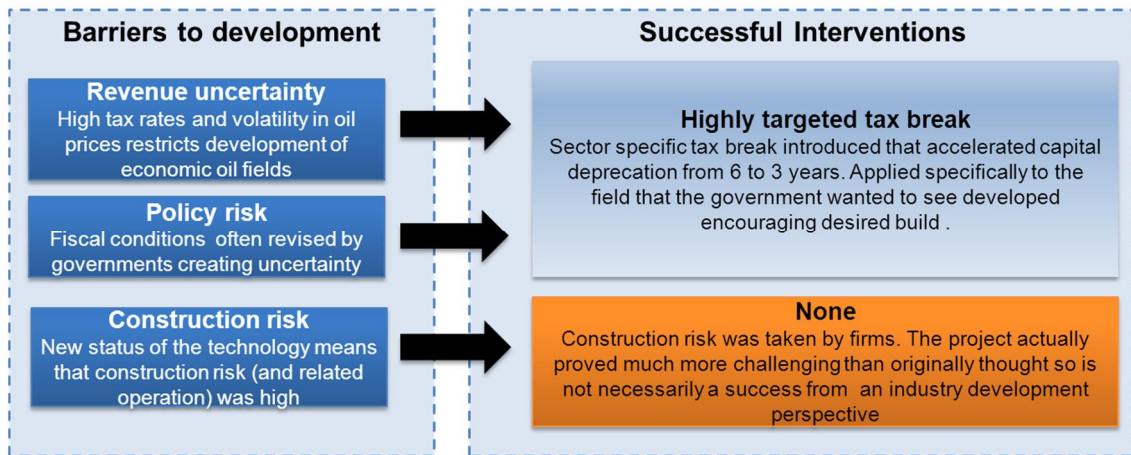 Barriers to development
Revenue uncertainty
High tax rates and volatility in oil
prices restricts development of
economic oil fields
Policy risk
Fiscal conditions often revised by
governments creating uncertainty
Construction risk
New status of the technology means
that construction risk (and related
operation) was high
Successful Interventions
Highly targeted tax break
Sector specific tax break introduced that accelerated capital
deprecation from 6 to 3 years. Applied specifically to the
field that the government wanted to see developed
encouraging desired build .
None
Construction risk was taken by firms. The project actually
proved much more challenging than originally thought so is
not necessarily a success from an industry development
perspective